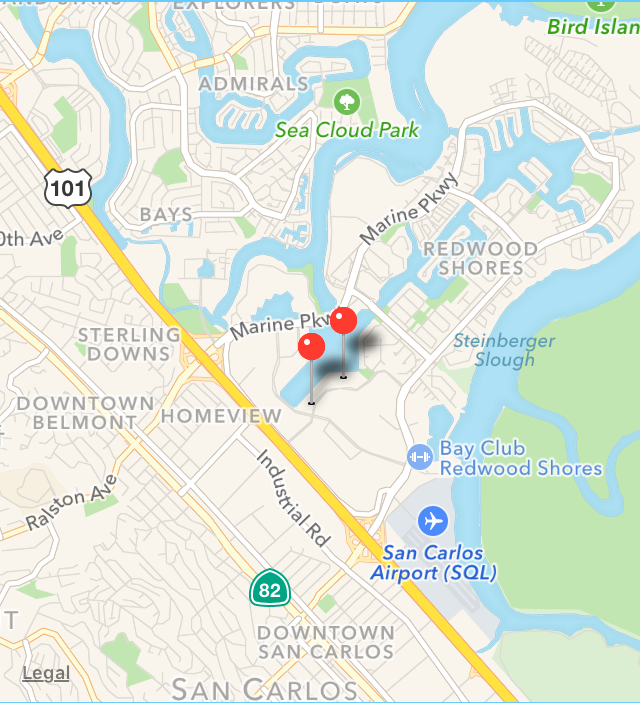 EXPLORERS
Bird Islan
ADMIRALS
Sea Cloud Park
101
Marine Pkwy
BAYS
0th Ave
REDWOOD
SHORES
Marine Pkw
STERLING
DOWNS
Steinberger
Slough
DOWNTOWN
BELMONT
HOMEVIEW
Bay Club
Redwood Shores
Ralston Ave
Industrial Rd
San Carlos
Airport (SQL)
82
T
DOWNTOWN
SAN CARLOS
Legal
SAN CARLOS